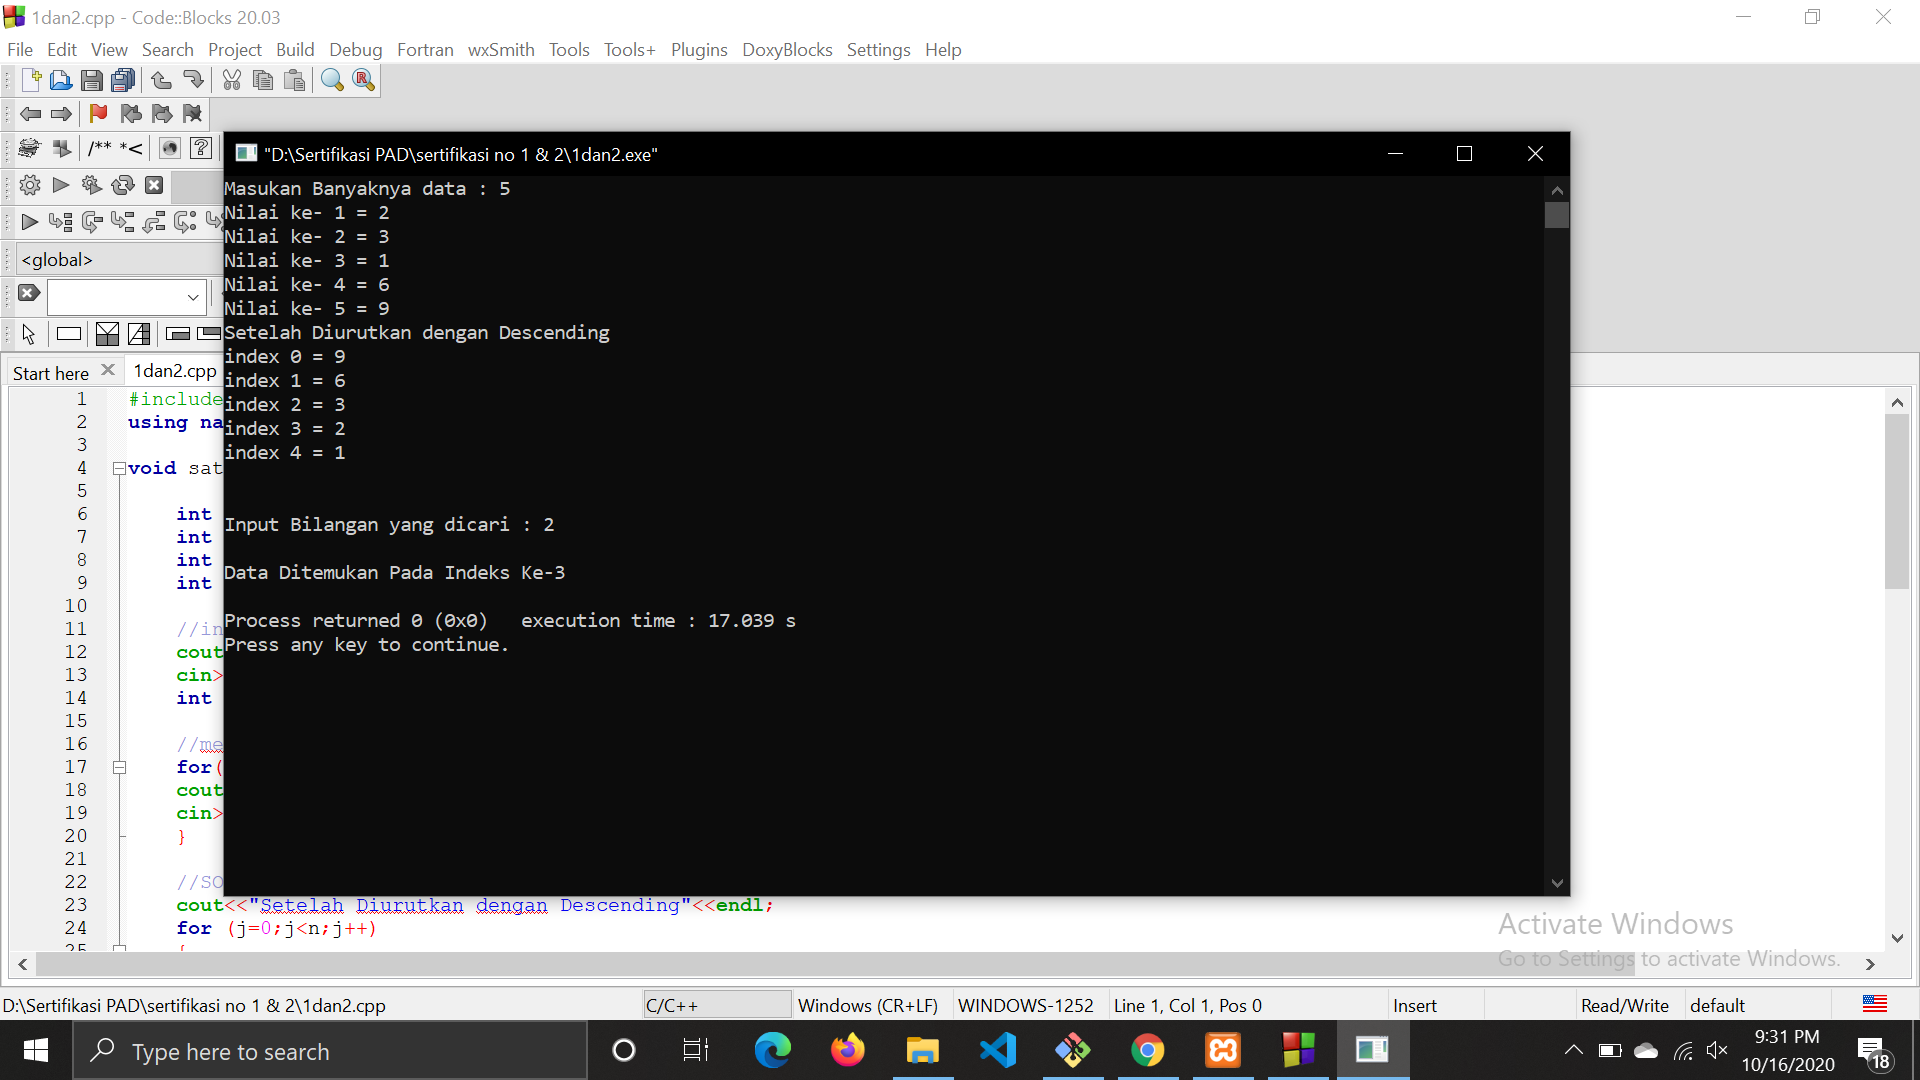 1dan2.cpp - Code::Blocks 20.03
File Edit View Search Project Build Debug Fortran wxSmith Tools Tools+ Plugins DoxyBlocks Settings Help
/** *<
"D:\Sertifikasi PAD\sertifikasi no 1 & 2\1dan2.exe"
<global>
Masukan Banyaknya data : 5
Nilai ke- 1 = 2
Nilai ke- 2 = 3
Nilai ke- 3 = 1
Nilai ke- 4 = 6
Nilai ke- 5 = 9
Setelah Diurutkan dengan Descending
index 0 = 9
index 1 = 6
index 2 = 3
index 3 = 2
index 4 = 1
Input Bilangan yang dicari : 2
Data Ditemukan Pada Indeks Ke-3
Process returned 0 (0x0)   execution time : 17.039 s
Press any key to continue.
Start here 1dan2.cpp
1 #include
2 using na
3
4 void sat
5
6 int
7 int
8 int
9 int
10
11 //in
12 cout
13 cin>
14 int
15
16 //me
17 for(
18 cout
19 cin>
20 }
21
22 //SO
23 cout<<"Setelah Diurutkan dengan Descending"<<endl;
24 for (j=0;j<n;j++)
25 {
Activate Windows
Go to Settings to activate Windows.
D:\Sertifikasi PAD\sertifikasi no 1 & 2\1dan2.cpp C/C++ Windows (CR+LF) WINDOWS-1252 Line 1, Col 1, Pos 0 Insert Read/Write default
Type here to search
9:31 PM
10/16/2020
18